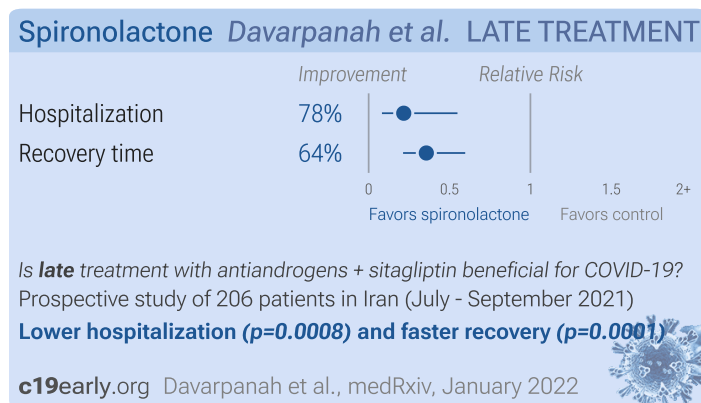 Spironolactone Davarpanah et al. LATE TREATMENT
Improvement Relative Risk
Hospitalization 78%
Recovery time 64%
0 0.5 1 1.5 2+
Favors spironolactone Favors control
Is late treatment with antiandrogens + sitagliptin beneficial for COVID-19?
Prospective study of 206 patients in Iran (July - September 2021)
Lower hospitalization (p=0.0008) and faster recovery (p=0.0001)
c19early.org Davarpanah et al., medRxiv, January 2022